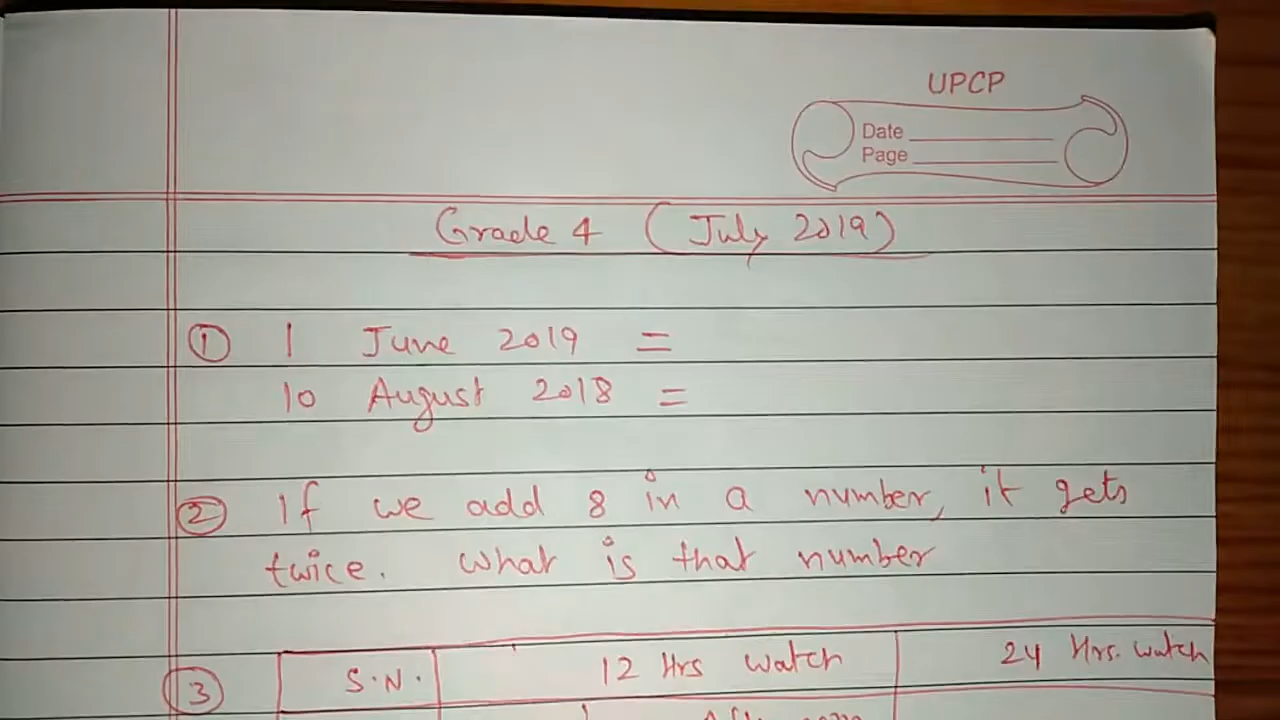 UPCP
Date
Page
Grade 4 (July 2019)
① 1 June 2019 =
10 August 2018 =
② If we add 8 in a number, it gets
twice. What is that number
③ S.N. 12 Hrs watch 24 Hrs. watch